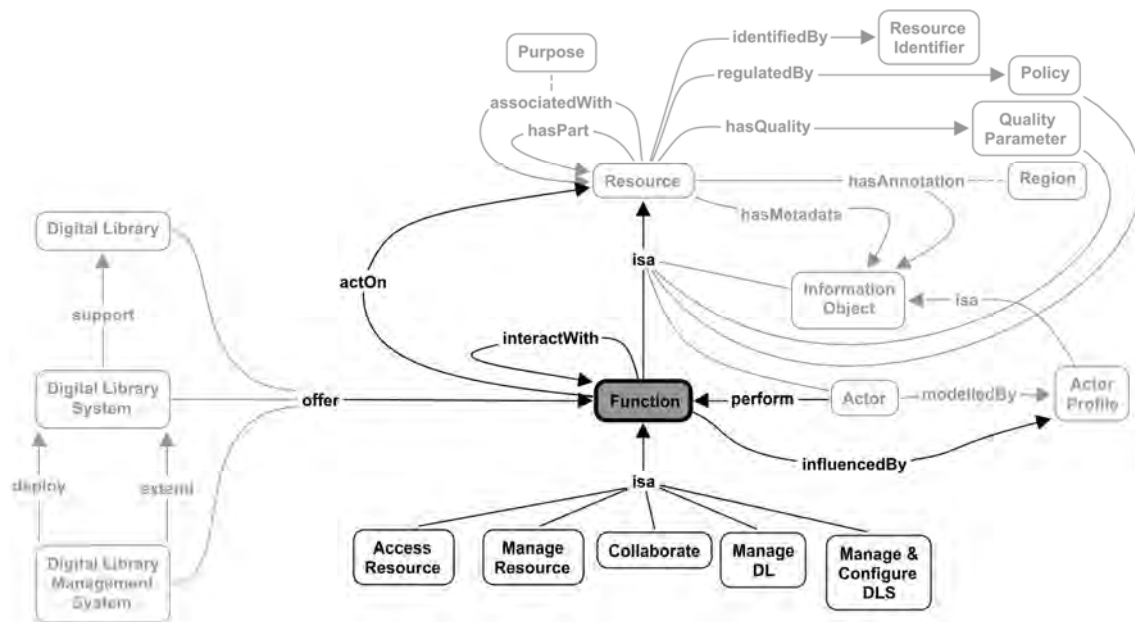 identifiedBy
Resource
Identifier
Purpose
regulatedBy
Policy
associatedWith
hasPart
hasQuality
Quality
Parameter
Resource
hasAnnotation
Region
hasMetadata
Digital Library
isa
actOn
Information
Object
isa
support
interactWith
Digital Library
System
offer
Function
perform
Actor
modelledBy
Actor
Profile
influencedBy
deploy
extend
isa
Access
Resource
Manage
Resource
Collaborate
Manage
DL
Manage &
Configure
DLS
Digital Library
Management
System